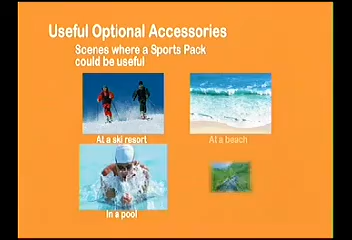 Useful Optional Accessories
Scenes where a Sports Pack
could be useful
At a ski resort
At a beach
In a pool